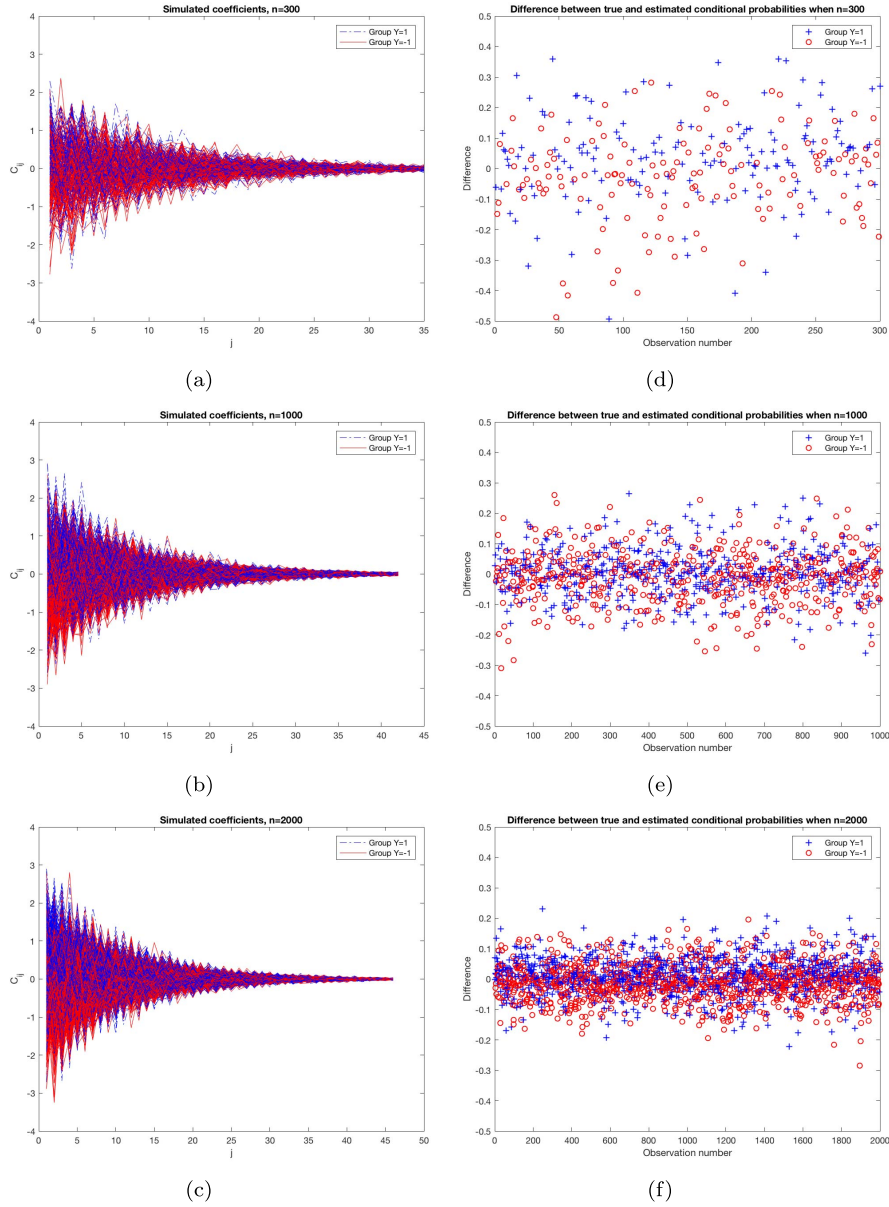 Simulated coefficients, n=300
Group Y=1
Group Y=-1
4
3
2
1
0
-1
-2
-3
-4
C_ij
0 5 10 15 20 25 30 35
j
(a)
Difference between true and estimated conditional probabilities when n=300
Group Y=1
Group Y=-1
0.5
0.4
0.3
0.2
0.1
0
-0.1
-0.2
-0.3
-0.4
-0.5
Difference
0 50 100 150 200 250 300
Observation number
(d)
Simulated coefficients, n=1000
Group Y=1
Group Y=-1
4
3
2
1
0
-1
-2
-3
-4
C_ij
0 5 10 15 20 25 30 35 40 45
j
(b)
Difference between true and estimated conditional probabilities when n=1000
Group Y=1
Group Y=-1
0.5
0.4
0.3
0.2
0.1
0
-0.1
-0.2
-0.3
-0.4
-0.5
Difference
0 100 200 300 400 500 600 700 800 900 1000
Observation number
(e)
Simulated coefficients, n=2000
Group Y=1
Group Y=-1
4
3
2
1
0
-1
-2
-3
-4
C_ij
0 5 10 15 20 25 30 35 40 45 50
j
(c)
Difference between true and estimated conditional probabilities when n=2000
Group Y=1
Group Y=-1
0.5
0.4
0.3
0.2
0.1
0
-0.1
-0.2
-0.3
-0.4
-0.5
Difference
0 200 400 600 800 1000 1200 1400 1600 1800 2000
Observation number
(f)